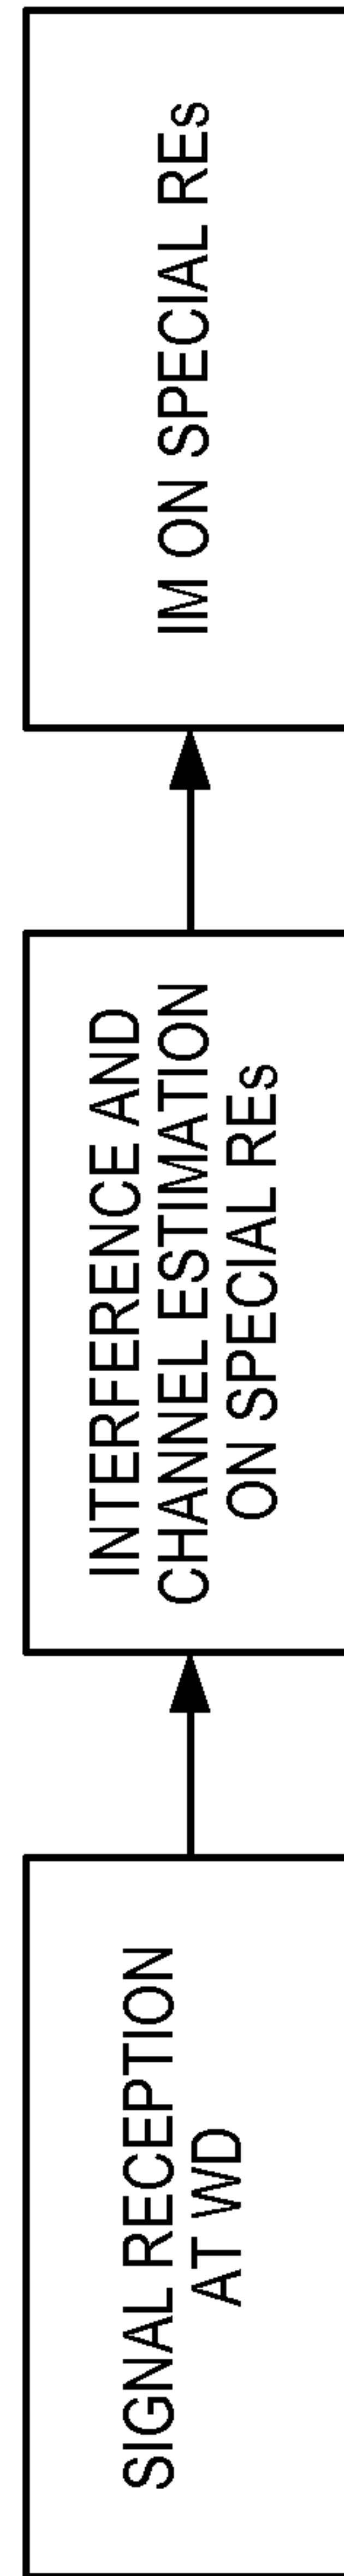 SIGNAL RECEPTION
AT WD
INTERFERENCE AND
CHANNEL ESTIMATION
ON SPECIAL REs
IM ON SPECIAL REs